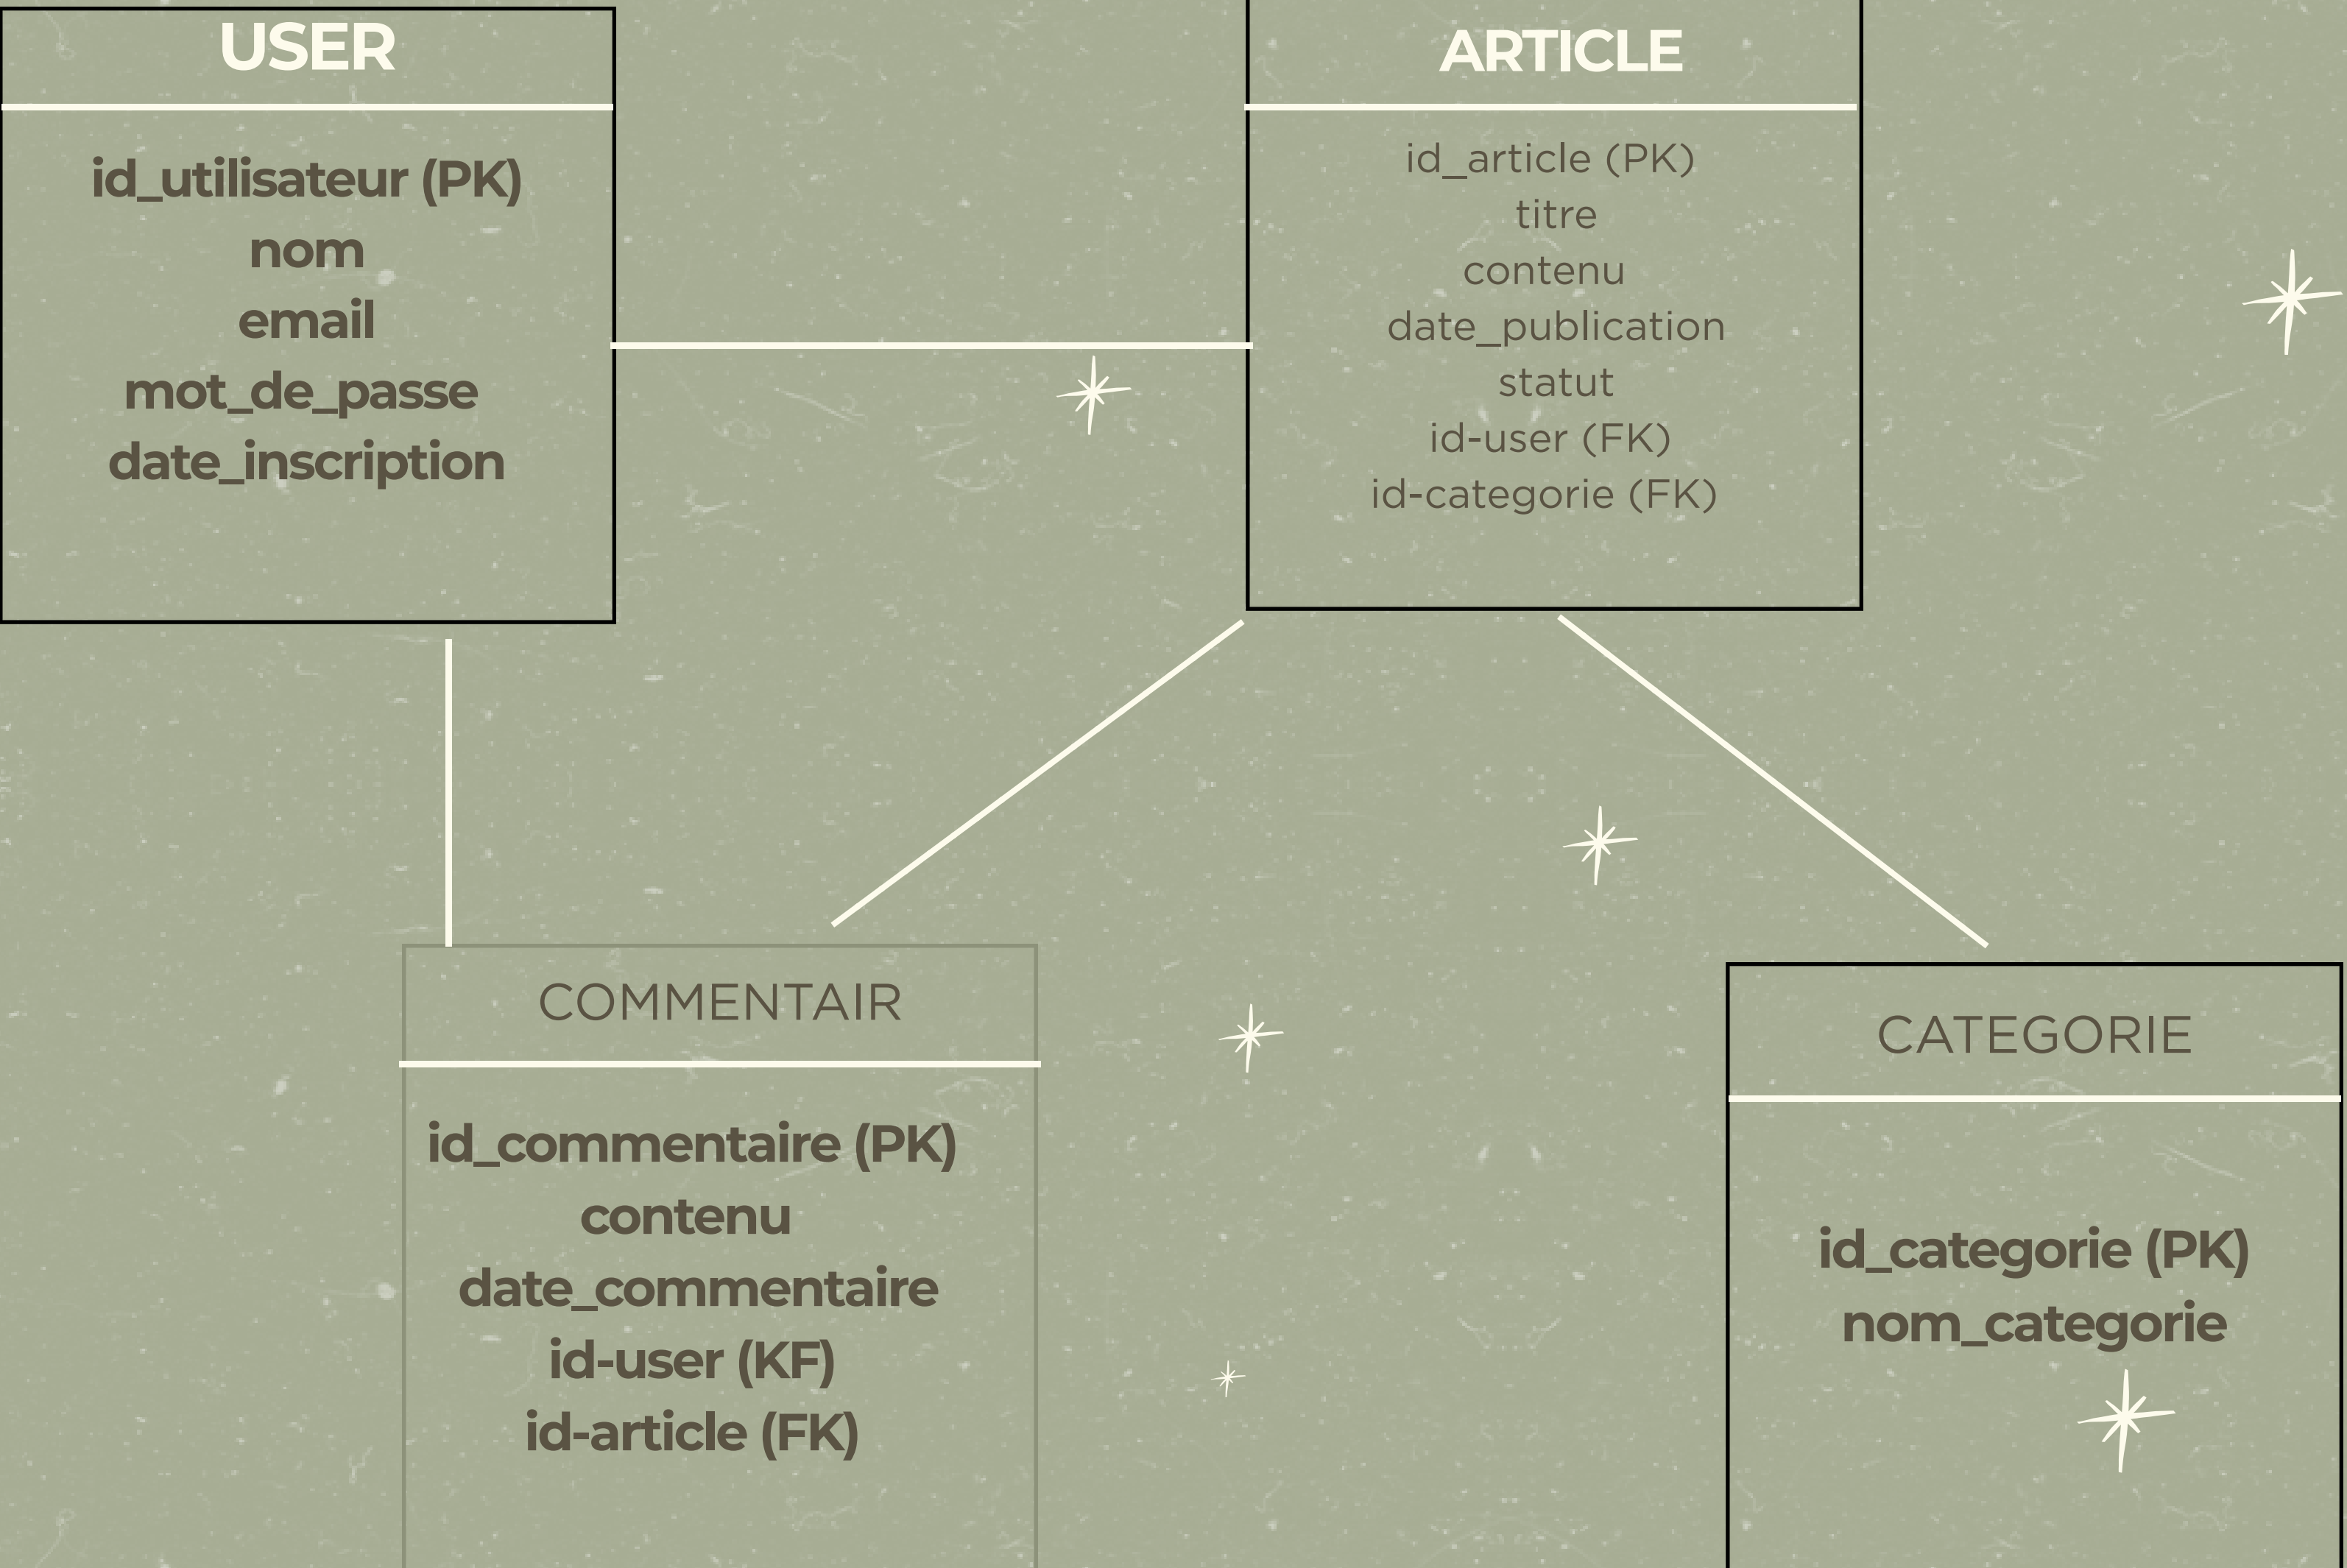 USER
id_utilisateur (PK)
nom
email
mot_de_passe
date_inscription
ARTICLE
id_article (PK)
titre
contenu
date_publication
statut
id-user (FK)
id-categorie (FK)
COMMENTAIR
id_commentaire (PK)
contenu
date_commentaire
id-user (KF)
id-article (FK)
CATEGORIE
id_categorie (PK)
nom_categorie